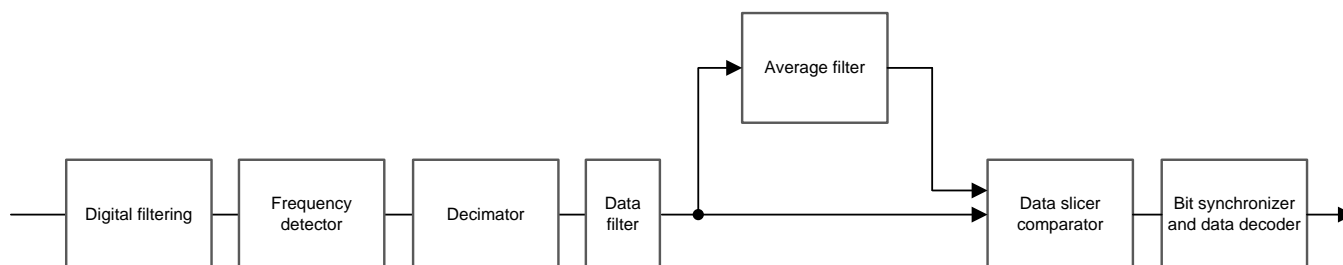 Average filter
Digital filtering
Frequency
detector
Decimator
Data
filter
Data slicer
comparator
Bit synchronizer
and data decoder